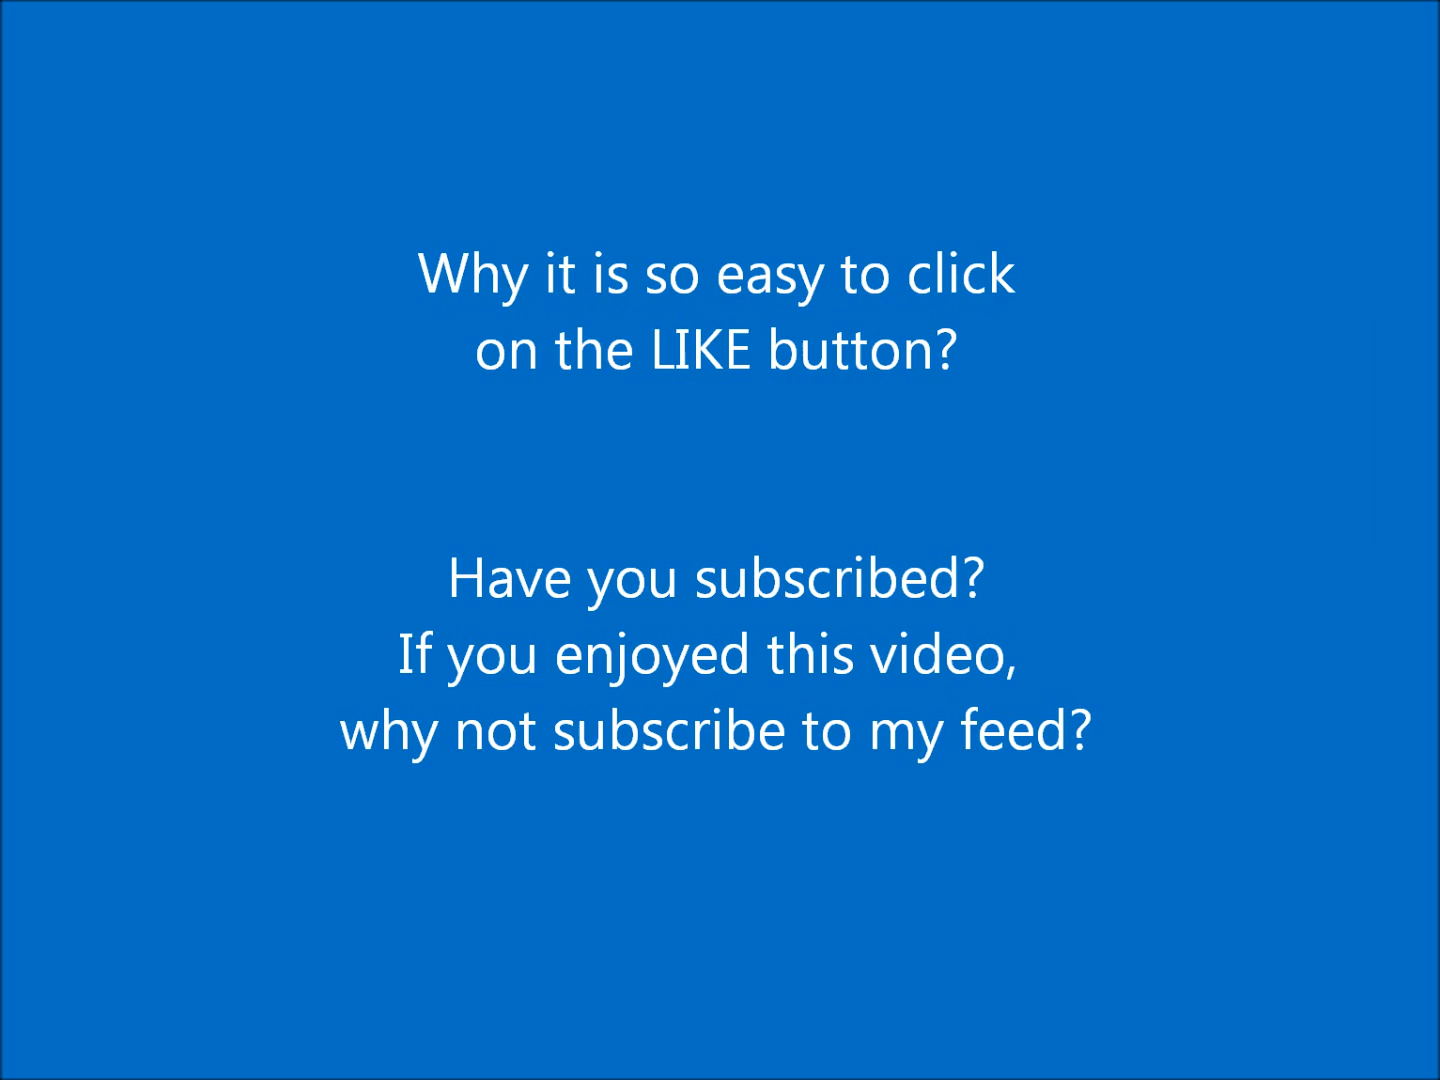 Why it is so easy to click
on the LIKE button?
Have you subscribed?
If you enjoyed this video,
why not subscribe to my feed?